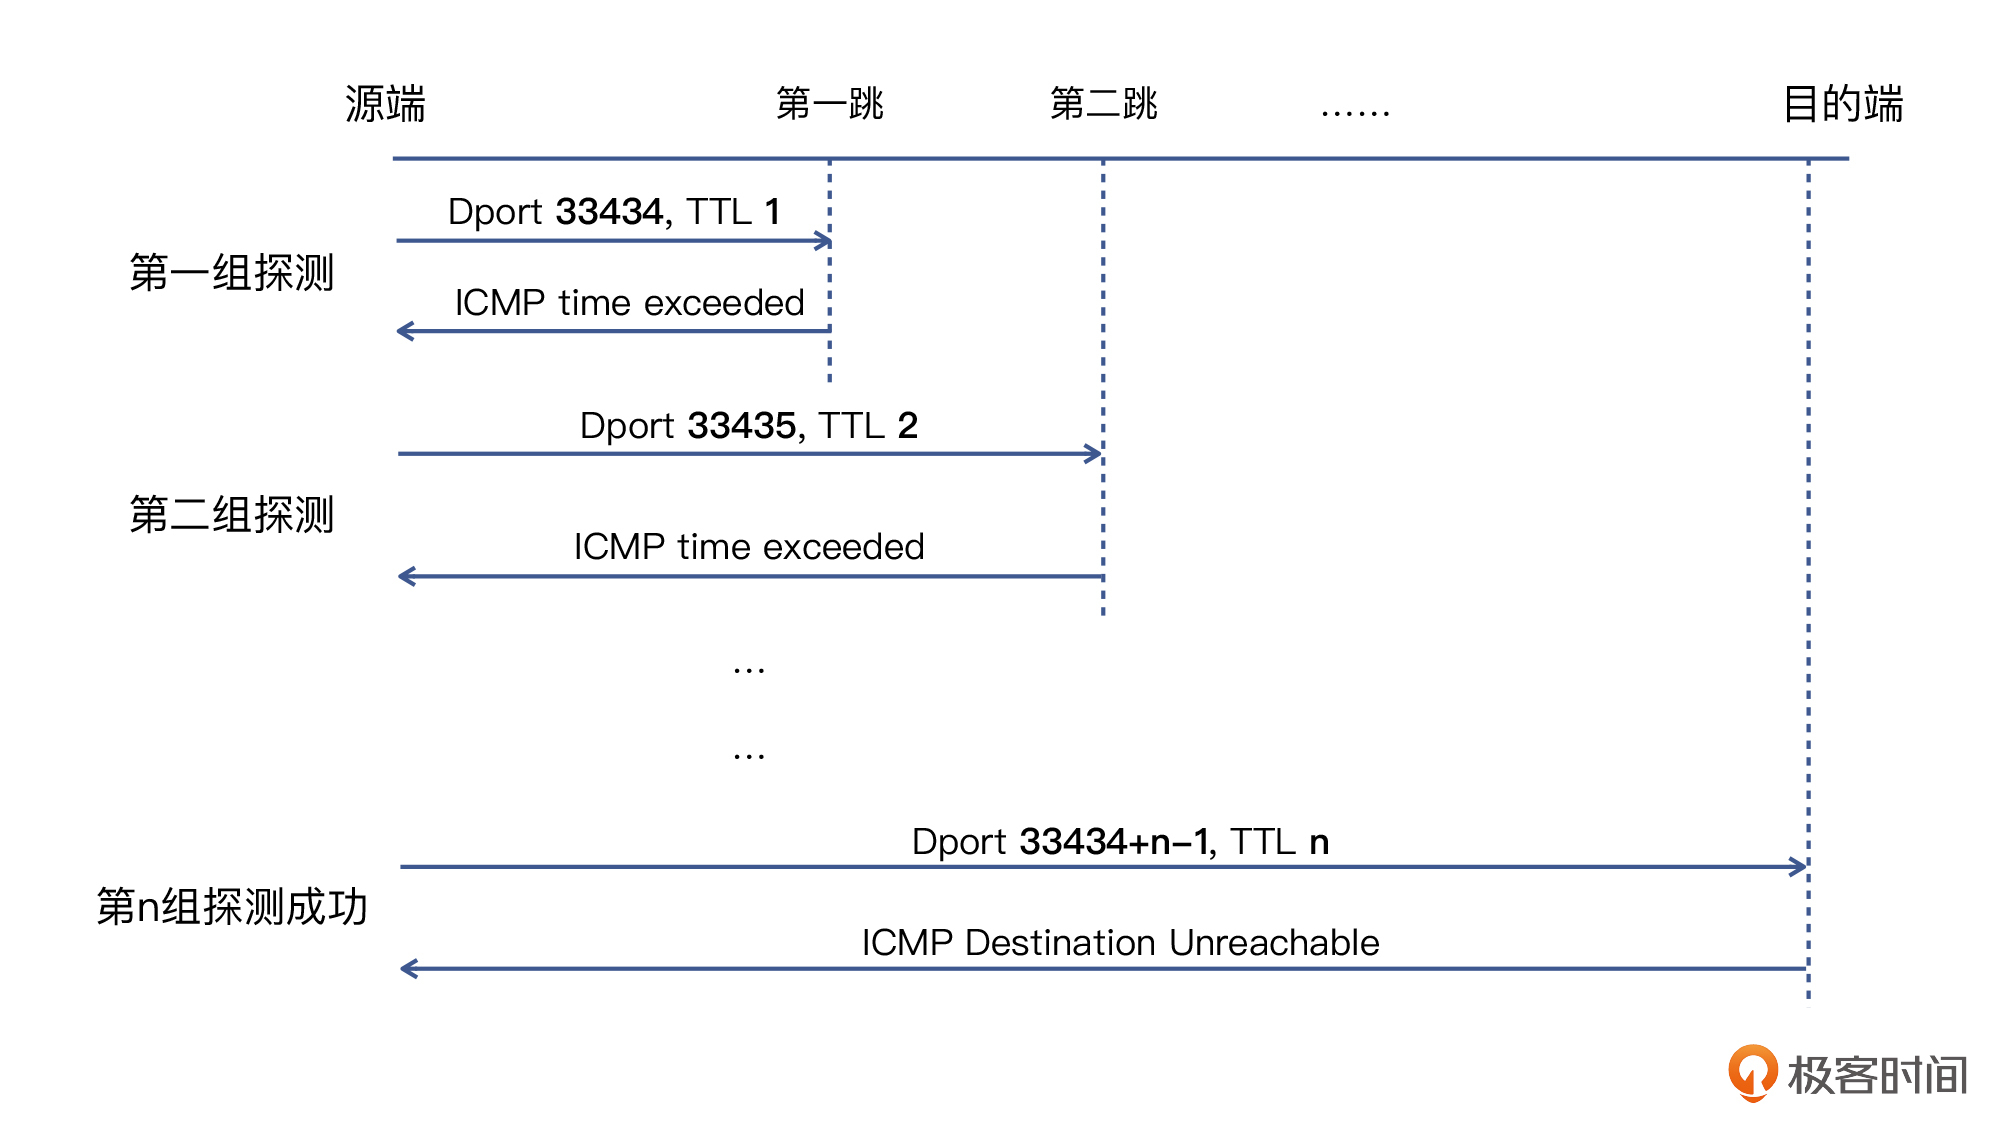 源端 第一跳 第二跳 …… 目的端
Dport 33434, TTL 1
第一组探测
ICMP time exceeded
Dport 33435, TTL 2
第二组探测
ICMP time exceeded
...
...
Dport 33434+n-1, TTL n
第n组探测成功
ICMP Destination Unreachable
极客时间